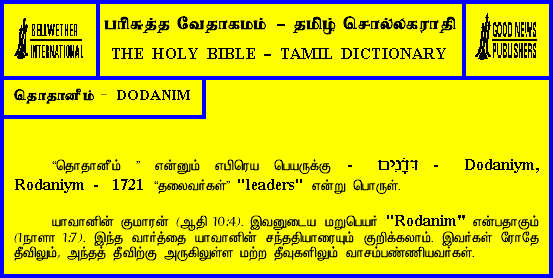 BELLWETHER
INTERNATIONAL
பரிசுத்த வேதாகமம் – தமிழ் சொல்லகராதி
THE HOLY BIBLE – TAMIL DICTIONARY
GOOD NEWS
PUBLISHERS
தொதானீம் – DODANIM
“தொதானீம் ” என்னும் எபிரெய பெயருக்கு - דֹּדָנִים - Dodaniym,
Rodaniym - 1721 “தலைவர்கள்” "leaders" என்று பொருள்.
யாவானின் குமாரன் (ஆதி 10:4). இவனுடைய மறுபெயர் "Rodanim" என்பதாகும்
(1நாளா 1:7). இந்த வார்த்தை யாவானின் சந்ததியாரையும் குறிக்கலாம். இவர்கள் ரோதே
தீவிலும், அந்தத் தீவிற்கு அருகிலுள்ள மற்ற தீவுகளிலும் வாசம்பண்ணியவர்கள்.